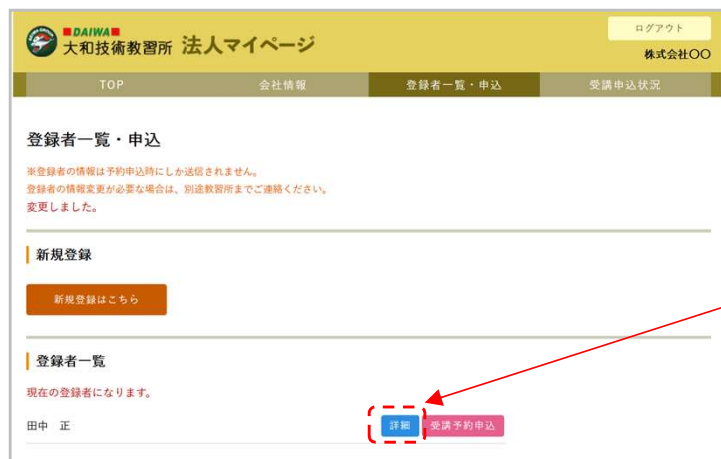 DAIWA
大和技術教習所 法人マイページ
ログアウト
株式会社〇〇
TOP 会社情報 登録者一覧・申込 受講申込状況
登録者一覧・申込
※登録者の情報は予約申込時にしか送信されません。
登録者の情報変更が必要な場合は、別途教習所までご連絡ください。
変更しました。
新規登録
新規登録はこちら
登録者一覧
現在の登録者になります。
田中 正 詳細 受講予約申込